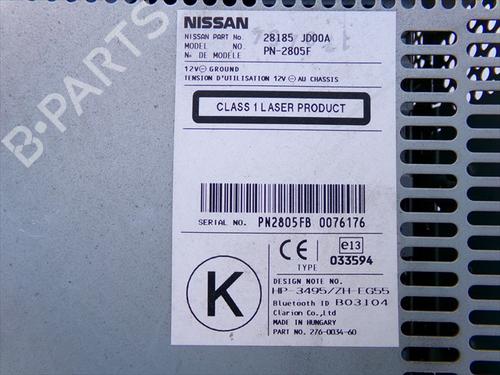 NISSAN
NISSAN PART No. 28185 JD00A
MODEL NO. PN-2805F
No DE MODELE
12V⊖ GROUND
TENSION D'UTILISATION 12V⊖ AU CHASSIS
CLASS 1 LASER PRODUCT
SERIAL NO. PN2805FB 0076176
CE e13
TYPE 033594
K
DESIGN NOTE NO.
HP-3495/ZH-EG55
Bluetooth ID B03104
Clarion Co.,Ltd
MADE IN HUNGARY
PART NO. 276-0034-60
B-PARTS